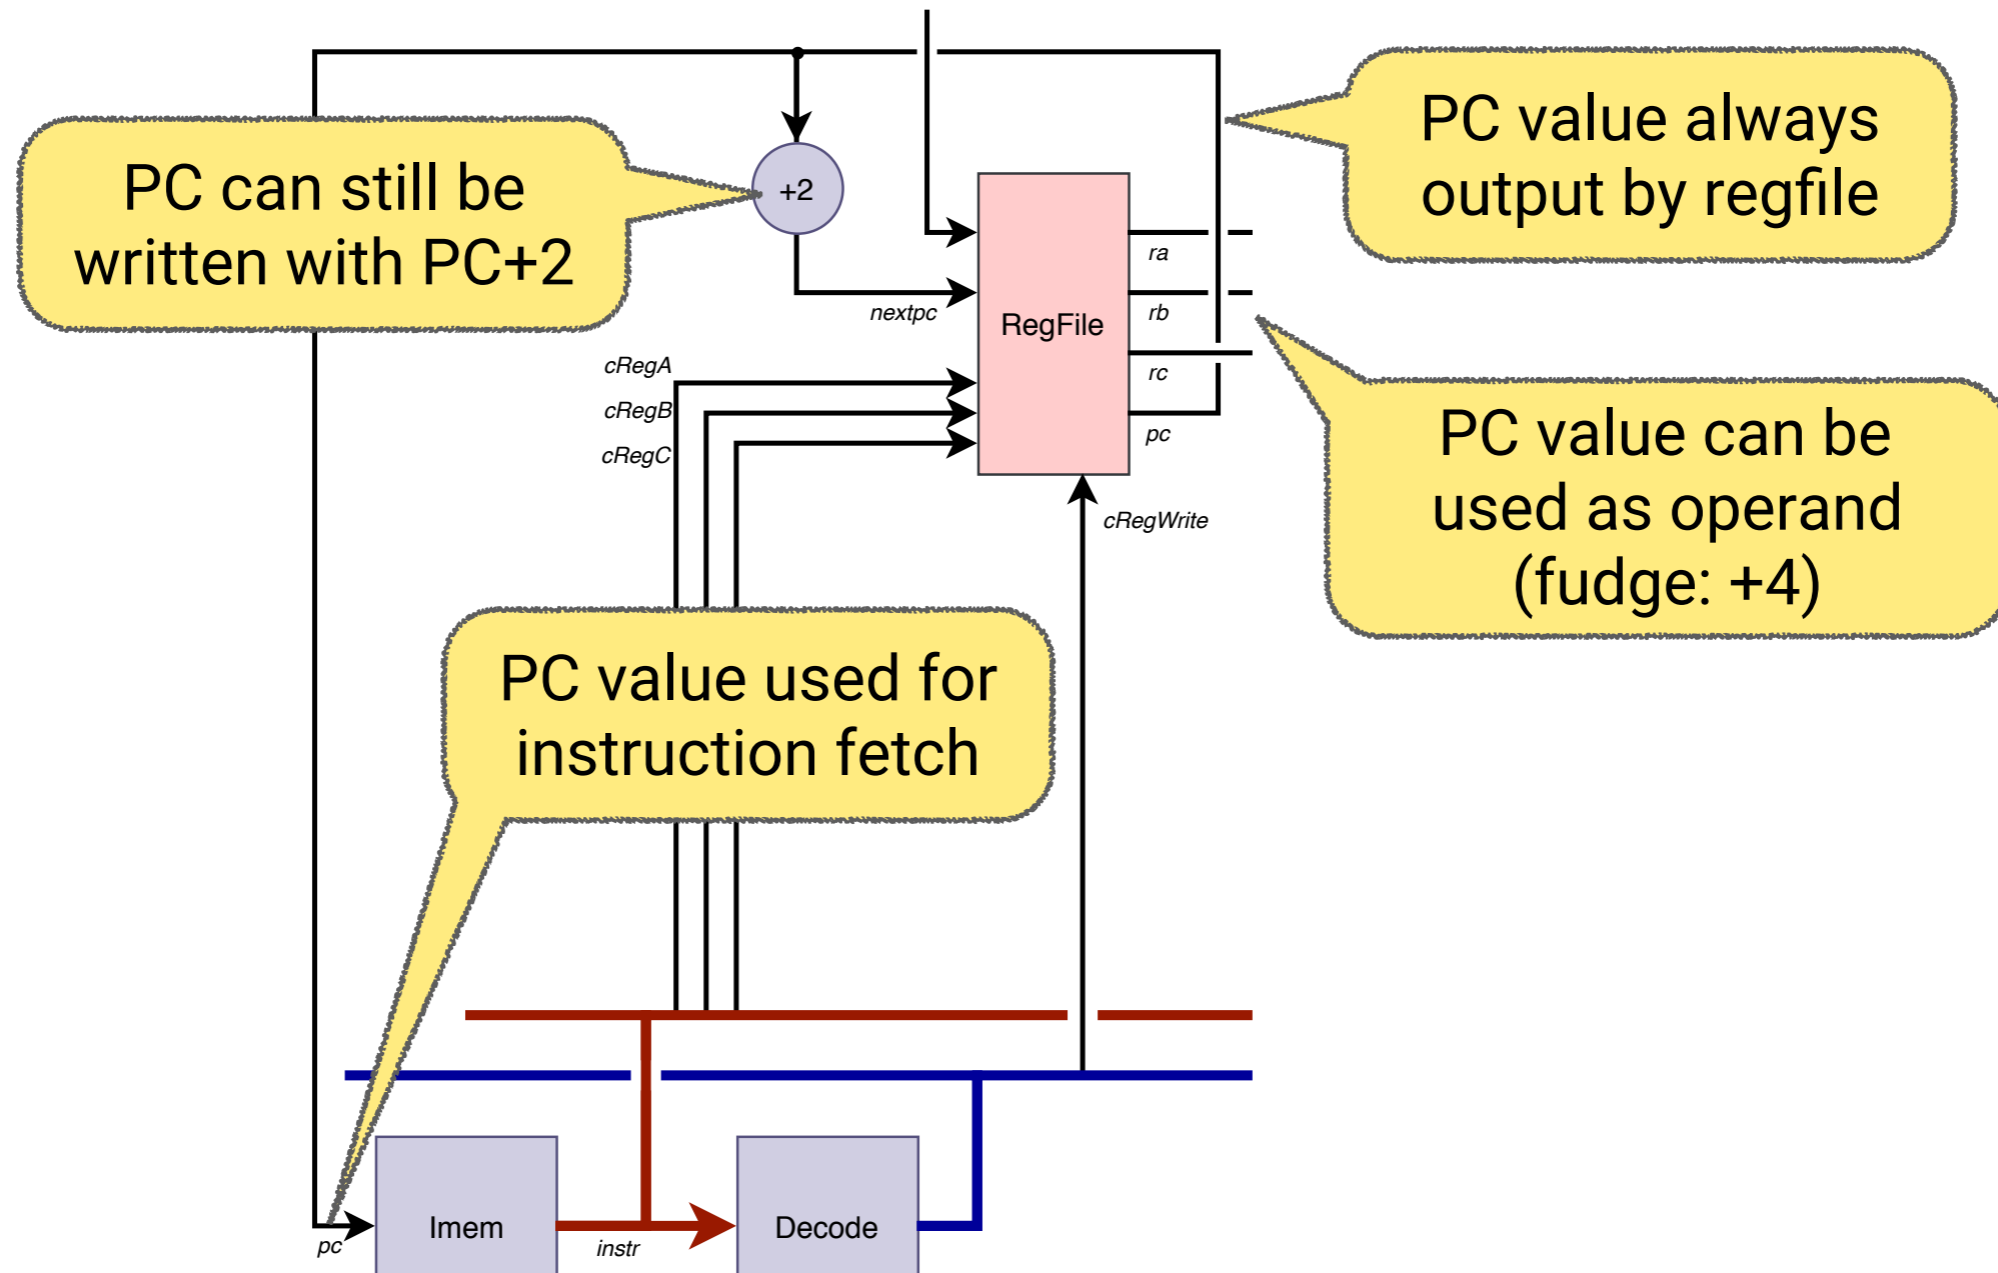 PC can still be
written with PC+2
+2
PC value always
output by regfile
nextpc
RegFile
ra
rb
rc
pc
cRegA
cRegB
cRegC
cRegWrite
PC value can be
used as operand
(fudge: +4)
PC value used for
instruction fetch
pc
Imem
instr
Decode